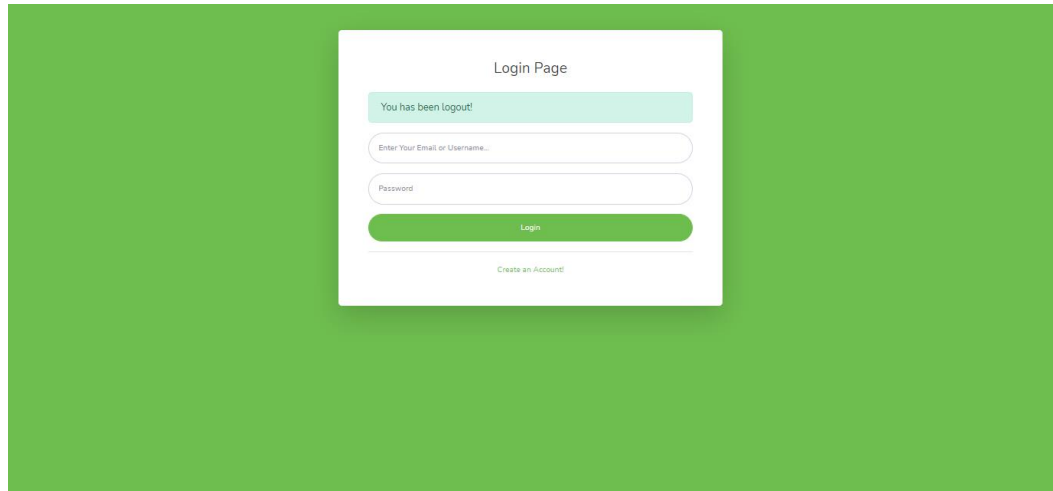 Login Page
You has been logout!
Enter Your Email or Username...
Password
Login
Create an Account!